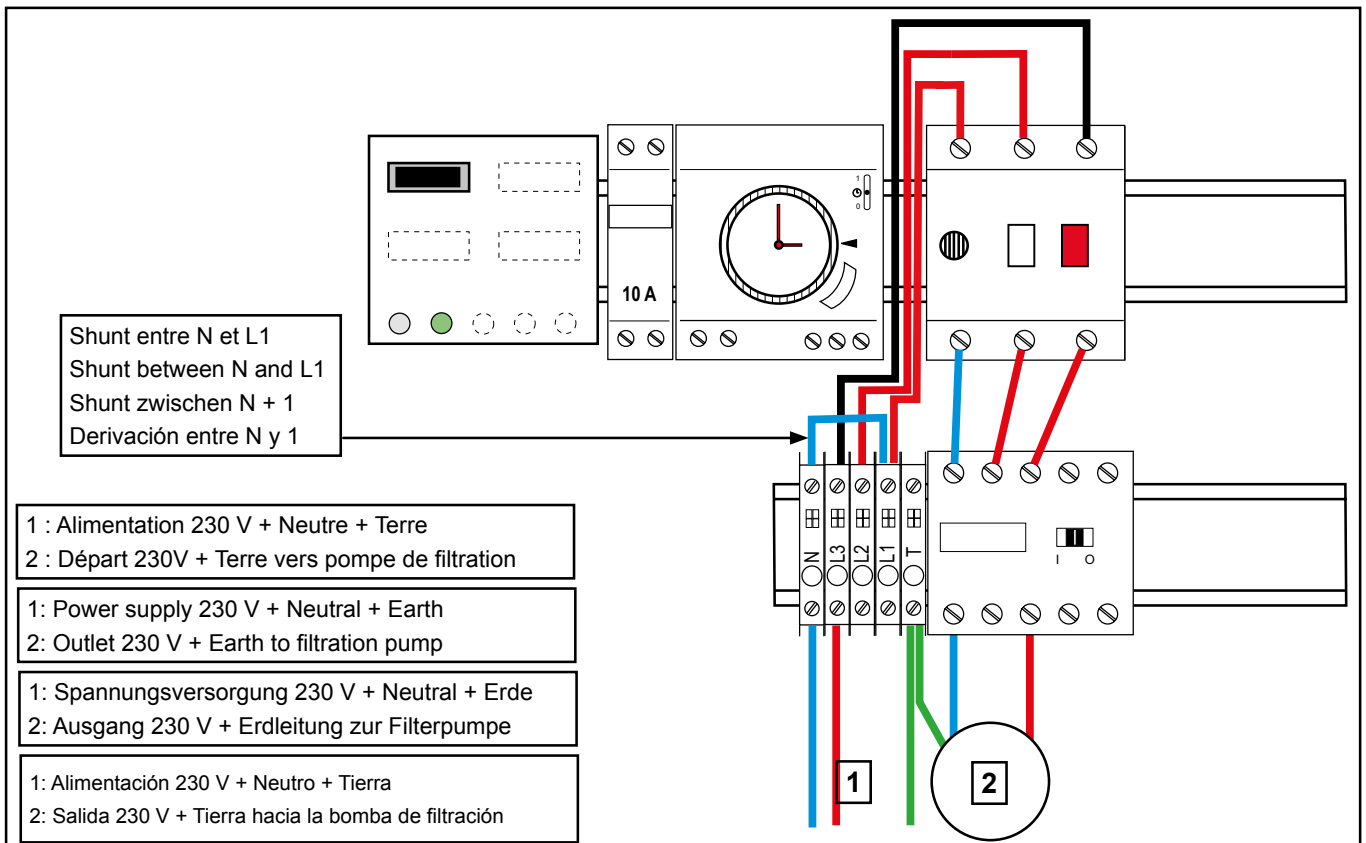 1
0
10 A
Shunt entre N et L1
Shunt between N and L1
Shunt zwischen N + 1
Derivación entre N y 1
N
L3
L2
L1
T
I O
1 : Alimentation 230 V + Neutre + Terre
2 : Départ 230V + Terre vers pompe de filtration
1: Power supply 230 V + Neutral + Earth
2: Outlet 230 V + Earth to filtration pump
1: Spannungsversorgung 230 V + Neutral + Erde
2: Ausgang 230 V + Erdleitung zur Filterpumpe
1: Alimentación 230 V + Neutro + Tierra
2: Salida 230 V + Tierra hacia la bomba de filtración
1
2